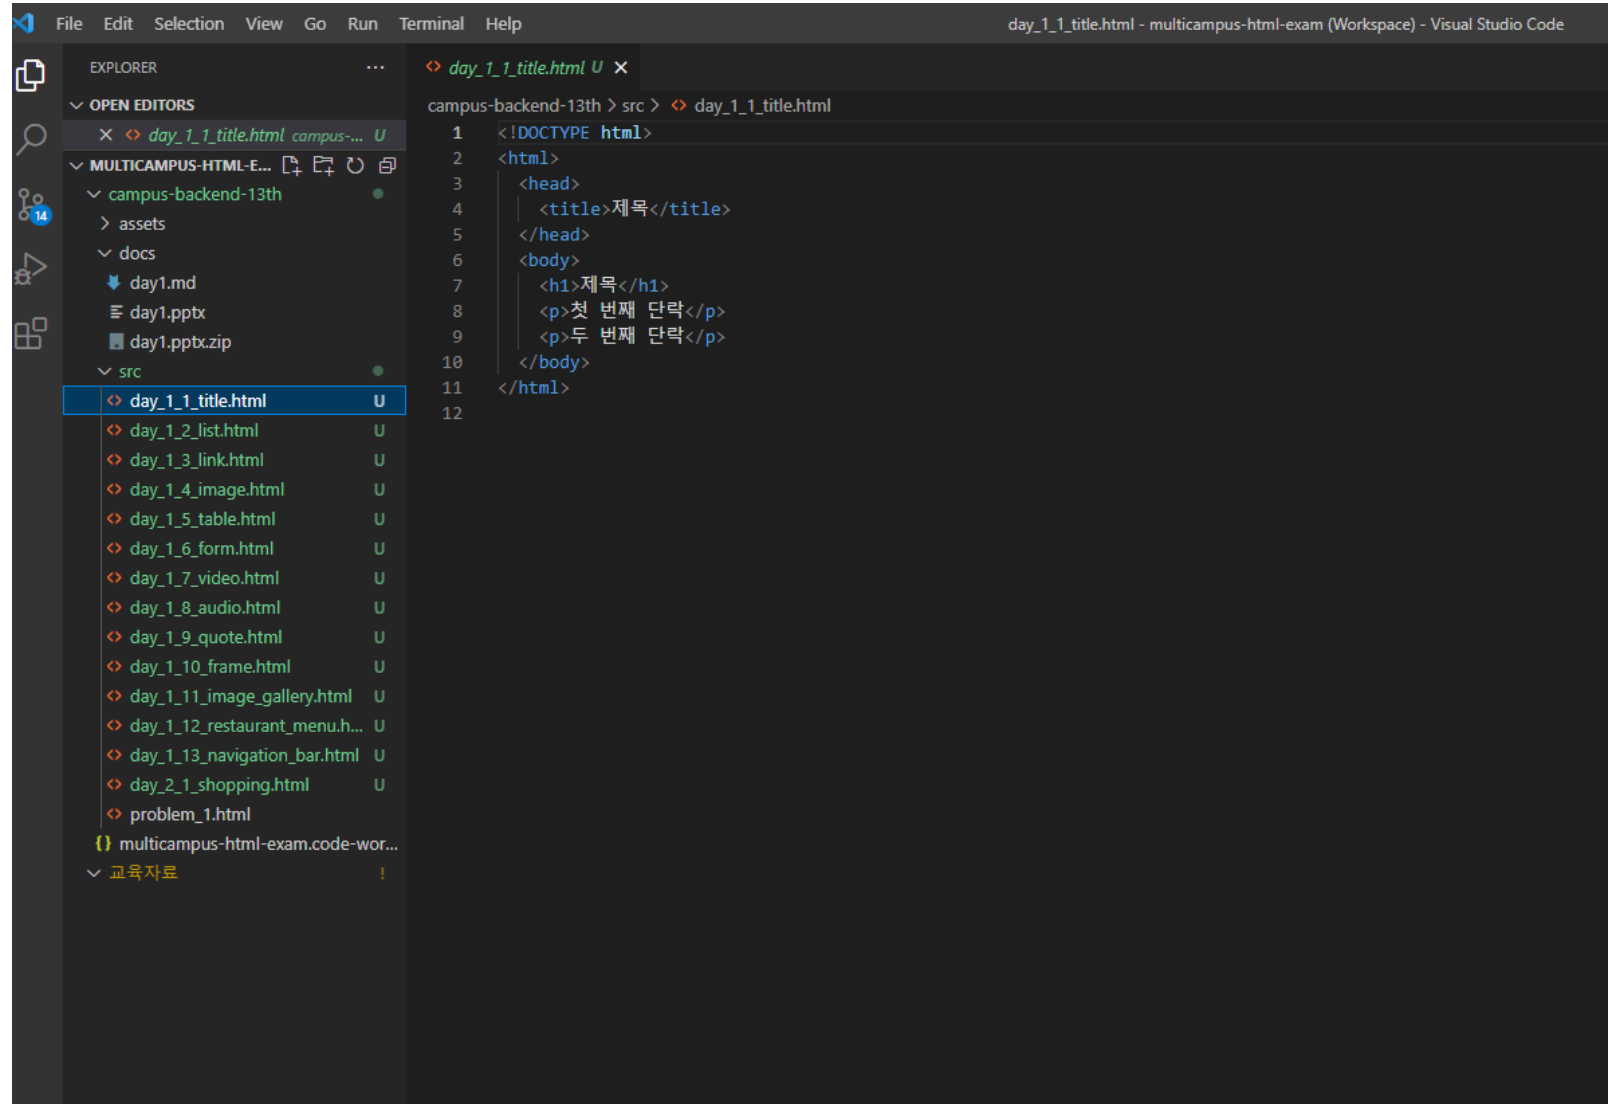 File Edit Selection View Go Run Terminal Help day_1_1_title.html - multicampus-html-exam (Workspace) - Visual Studio Code
EXPLORER ...
OPEN EDITORS
day_1_1_title.html campus-... U
MULTICAMPUS-HTML-E...
campus-backend-13th
assets
docs
day1.md
day1.pptx
day1.pptx.zip
src
day_1_1_title.html U
day_1_2_list.html U
day_1_3_link.html U
day_1_4_image.html U
day_1_5_table.html U
day_1_6_form.html U
day_1_7_video.html U
day_1_8_audio.html U
day_1_9_quote.html U
day_1_10_frame.html U
day_1_11_image_gallery.html U
day_1_12_restaurant_menu.h... U
day_1_13_navigation_bar.html U
day_2_1_shopping.html U
problem_1.html
{} multicampus-html-exam.code-wor...
교육자료 !
14
<> day_1_1_title.html U
campus-backend-13th > src > <> day_1_1_title.html
1 <!DOCTYPE html>
2 <html>
3 <head>
4 <title>제목</title>
5 </head>
6 <body>
7 <h1>제목</h1>
8 <p>첫 번째 단락</p>
9 <p>두 번째 단락</p>
10 </body>
11 </html>
12